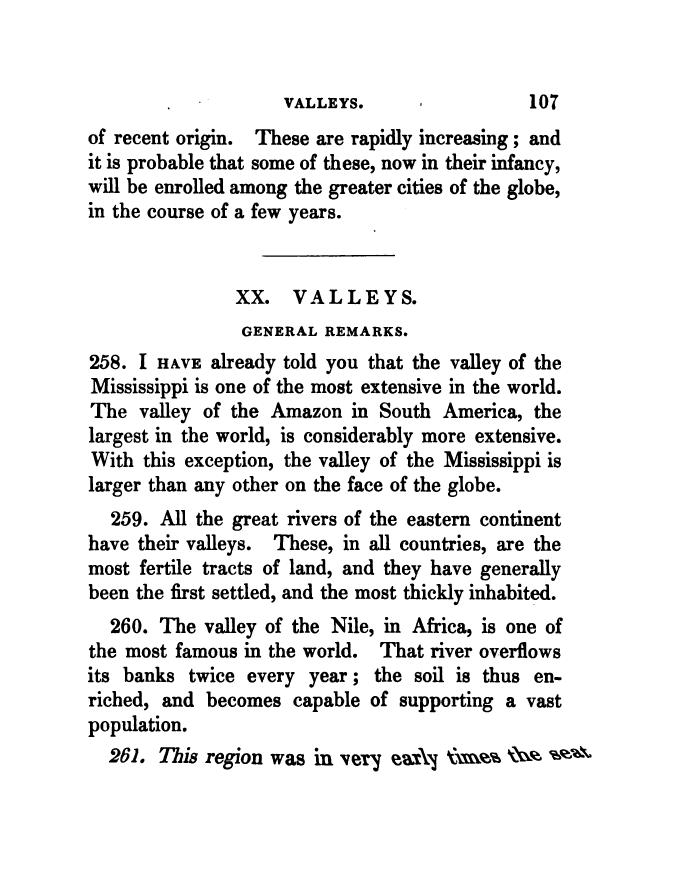 VALLEYS. 107
of recent origin. These are rapidly increasing; and
it is probable that some of these, now in their infancy,
will be enrolled among the greater cities of the globe,
in the course of a few years.
XX. VALLEYS.
GENERAL REMARKS.
258. I HAVE already told you that the valley of the
Mississippi is one of the most extensive in the world.
The valley of the Amazon in South America, the
largest in the world, is considerably more extensive.
With this exception, the valley of the Mississippi is
larger than any other on the face of the globe.
259. All the great rivers of the eastern continent
have their valleys. These, in all countries, are the
most fertile tracts of land, and they have generally
been the first settled, and the most thickly inhabited.
260. The valley of the Nile, in Africa, is one of
the most famous in the world. That river overflows
its banks twice every year; the soil is thus en-
riched, and becomes capable of supporting a vast
population.
261. This region was in very early times the seat